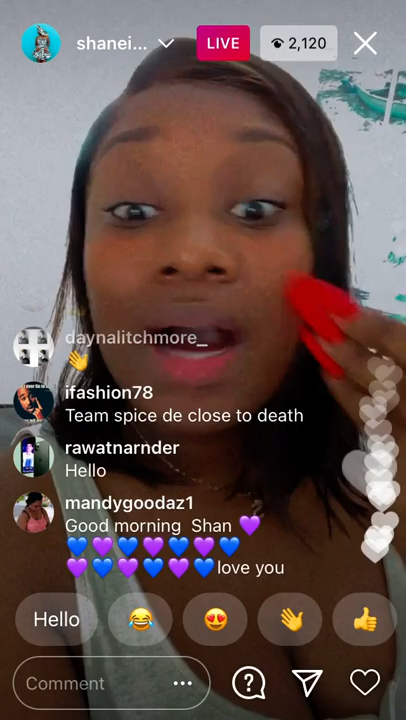 shanei...
LIVE
2,120
daynalitchmore_
👋
ifashion78
Team spice de close to death
rawatnarnder
Hello
mandygoodaz1
Good morning Shan 💜
💙💜💙💜💙💜💙
💜💙💜💙💜💙love you
Hello
😂
😍
👋
👍
Comment